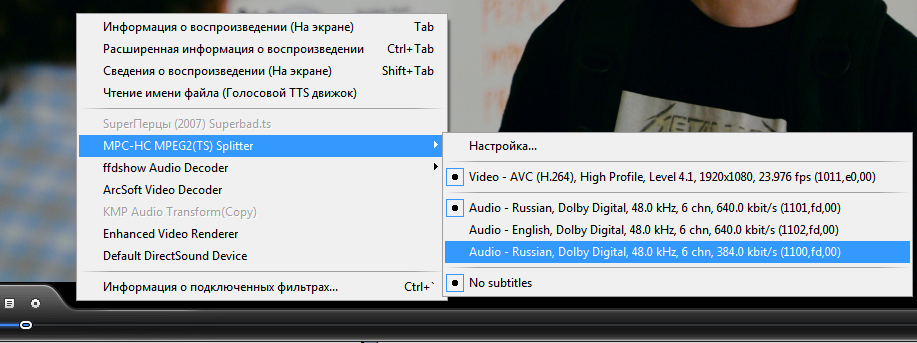 Информация о воспроизведении (На экране) Tab
Расширенная информация о воспроизведении Ctrl+Tab
Сведения о воспроизведении (На экране) Shift+Tab
Чтение имени файла (Голосовой TTS движок)
SuperПерцы (2007) Superbad.ts
MPC-HC MPEG2(TS) Splitter
ffdshow Audio Decoder
ArcSoft Video Decoder
KMP Audio Transform(Copy)
Enhanced Video Renderer
Default DirectSound Device
Информация о подключенных фильтрах... Ctrl+`
Настройка...
Video - AVC (H.264), High Profile, Level 4.1, 1920x1080, 23.976 fps (1011,e0,00)
Audio - Russian, Dolby Digital, 48.0 kHz, 6 chn, 640.0 kbit/s (1101,fd,00)
Audio - English, Dolby Digital, 48.0 kHz, 6 chn, 640.0 kbit/s (1102,fd,00)
Audio - Russian, Dolby Digital, 48.0 kHz, 6 chn, 384.0 kbit/s (1100,fd,00)
No subtitles